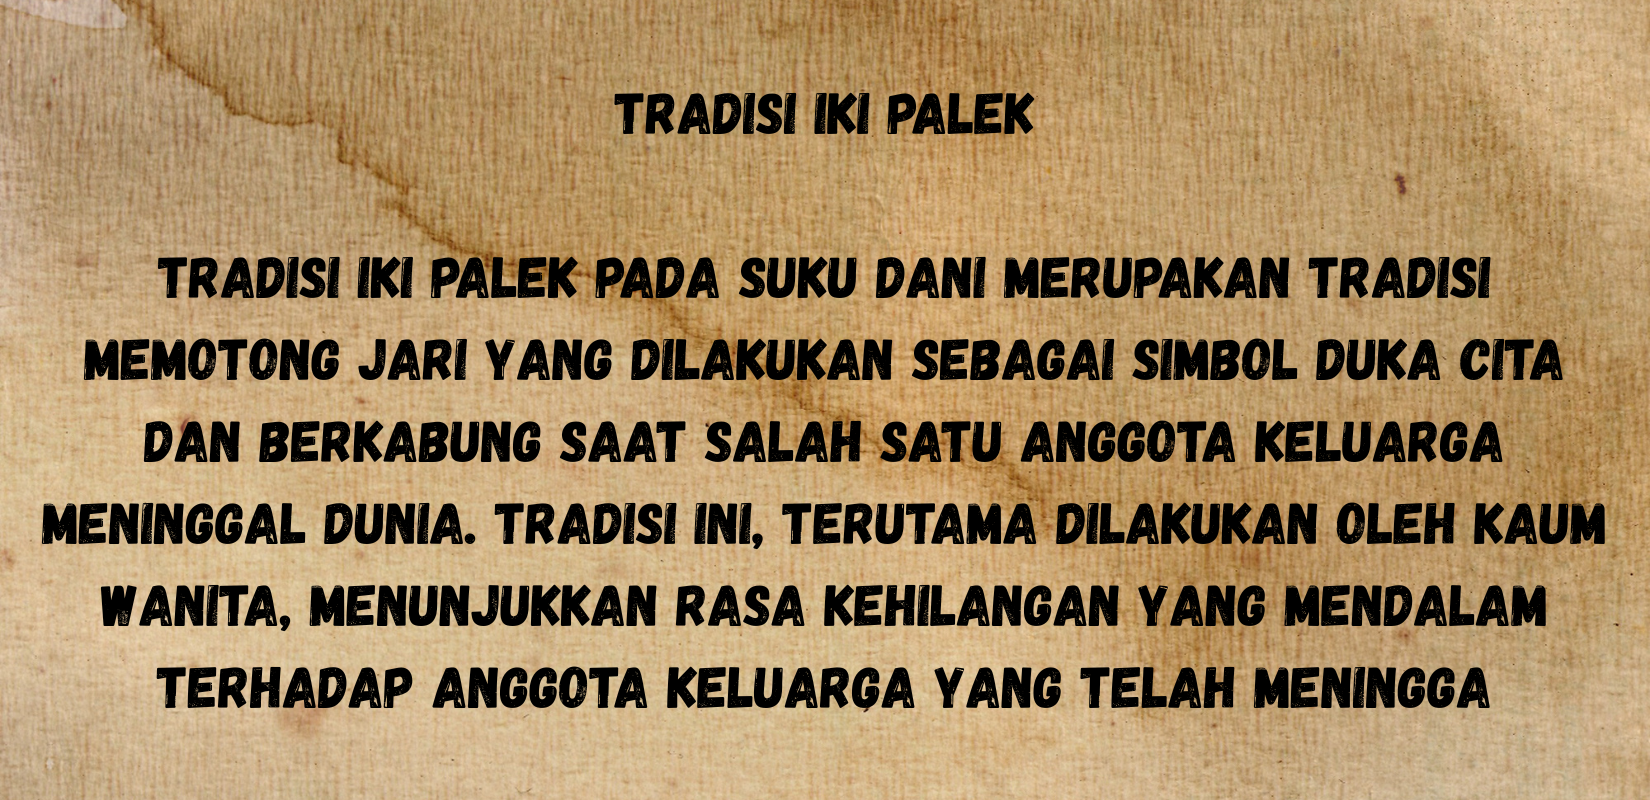 TRADISI IKI PALEK
TRADISI IKI PALEK PADA SUKU DANI MERUPAKAN TRADISI
MEMOTONG JARI YANG DILAKUKAN SEBAGAI SIMBOL DUKA CITA
DAN BERKABUNG SAAT SALAH SATU ANGGOTA KELUARGA
MENINGGAL DUNIA. TRADISI INI, TERUTAMA DILAKUKAN OLEH KAUM
WANITA, MENUNJUKKAN RASA KEHILANGAN YANG MENDALAM
TERHADAP ANGGOTA KELUARGA YANG TELAH MENINGGA